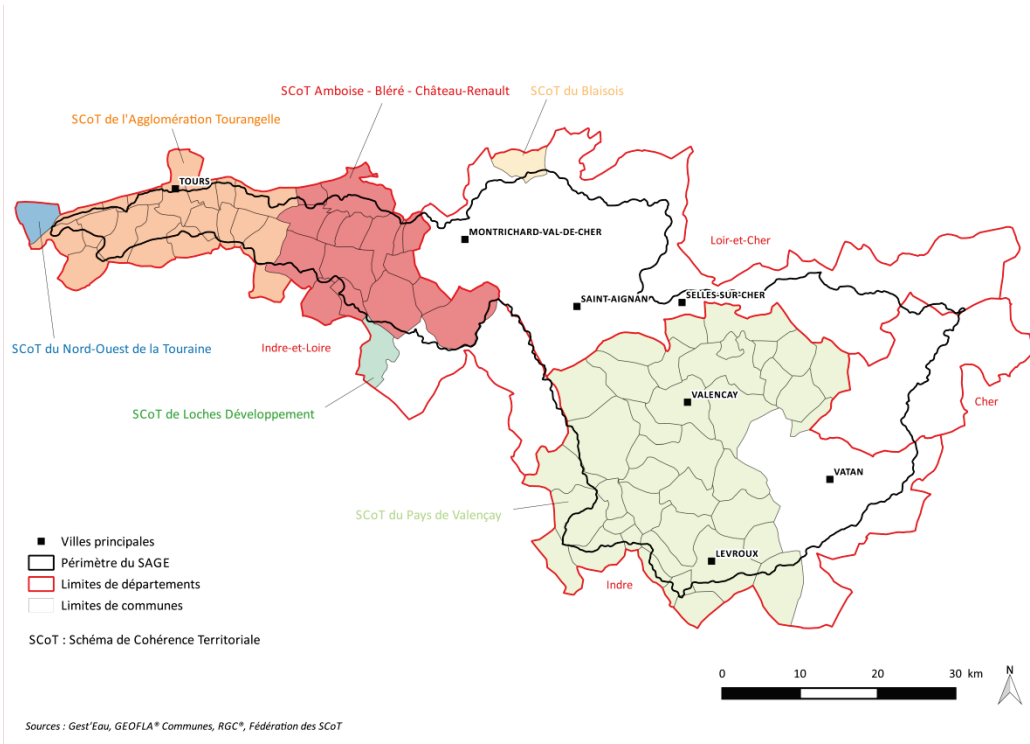 SCoT Amboise - Bléré - Château-Renault
SCoT du Blaisois
SCoT de l'Agglomération Tourangelle
TOURS
MONTRICHARD-VAL-DE-CHER
Loir-et-Cher
SAINT-AIGNAN
SELLES-SUR-CHER
SCoT du Nord-Ouest de la Touraine
Indre-et-Loire
SCoT de Loches Développement
VALENCAY
Cher
VATAN
SCoT du Pays de Valençay
LEVROUX
Indre
Villes principales
Périmètre du SAGE
Limites de départements
Limites de communes
SCoT : Schéma de Cohérence Territoriale
0 10 20 30 km
N
Sources : Gest'Eau, GEOFLA® Communes, RGC®, Fédération des SCoT